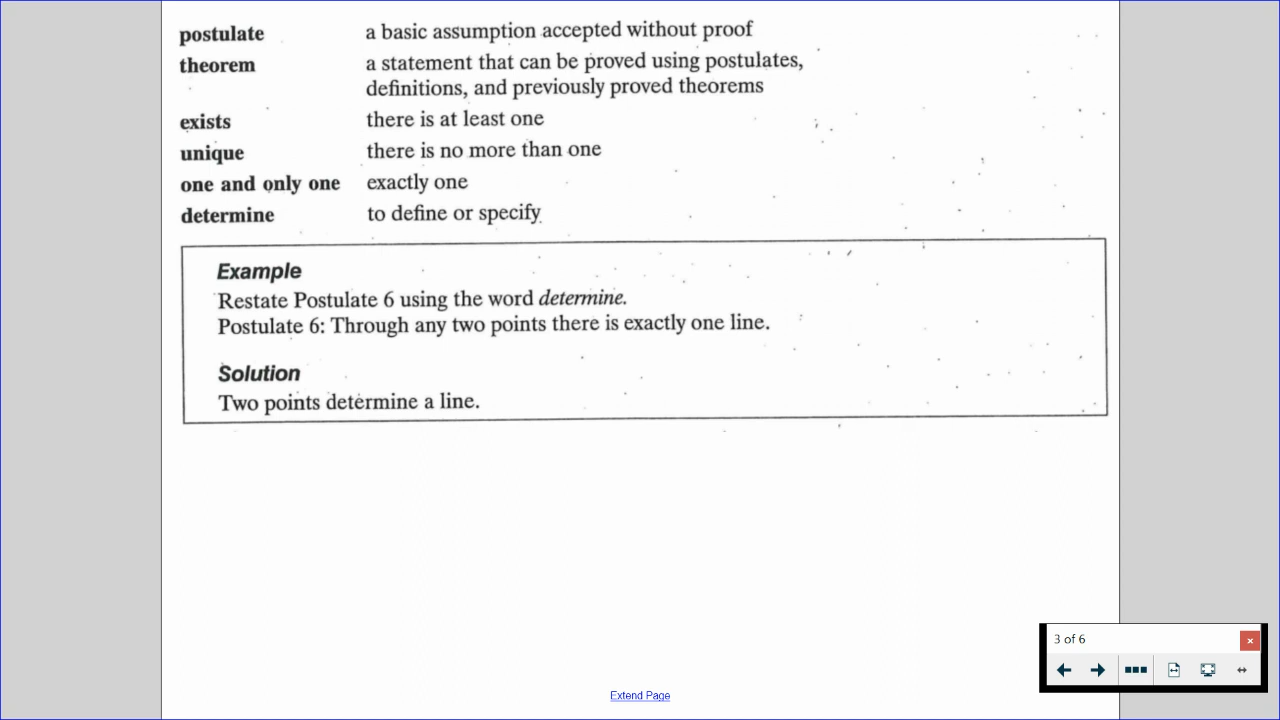 postulate a basic assumption accepted without proof
theorem a statement that can be proved using postulates,
definitions, and previously proved theorems
exists there is at least one
unique there is no more than one
one and only one exactly one
determine to define or specify
Example
Restate Postulate 6 using the word determine.
Postulate 6: Through any two points there is exactly one line.
Solution
Two points determine a line.
3 of 6
Extend Page